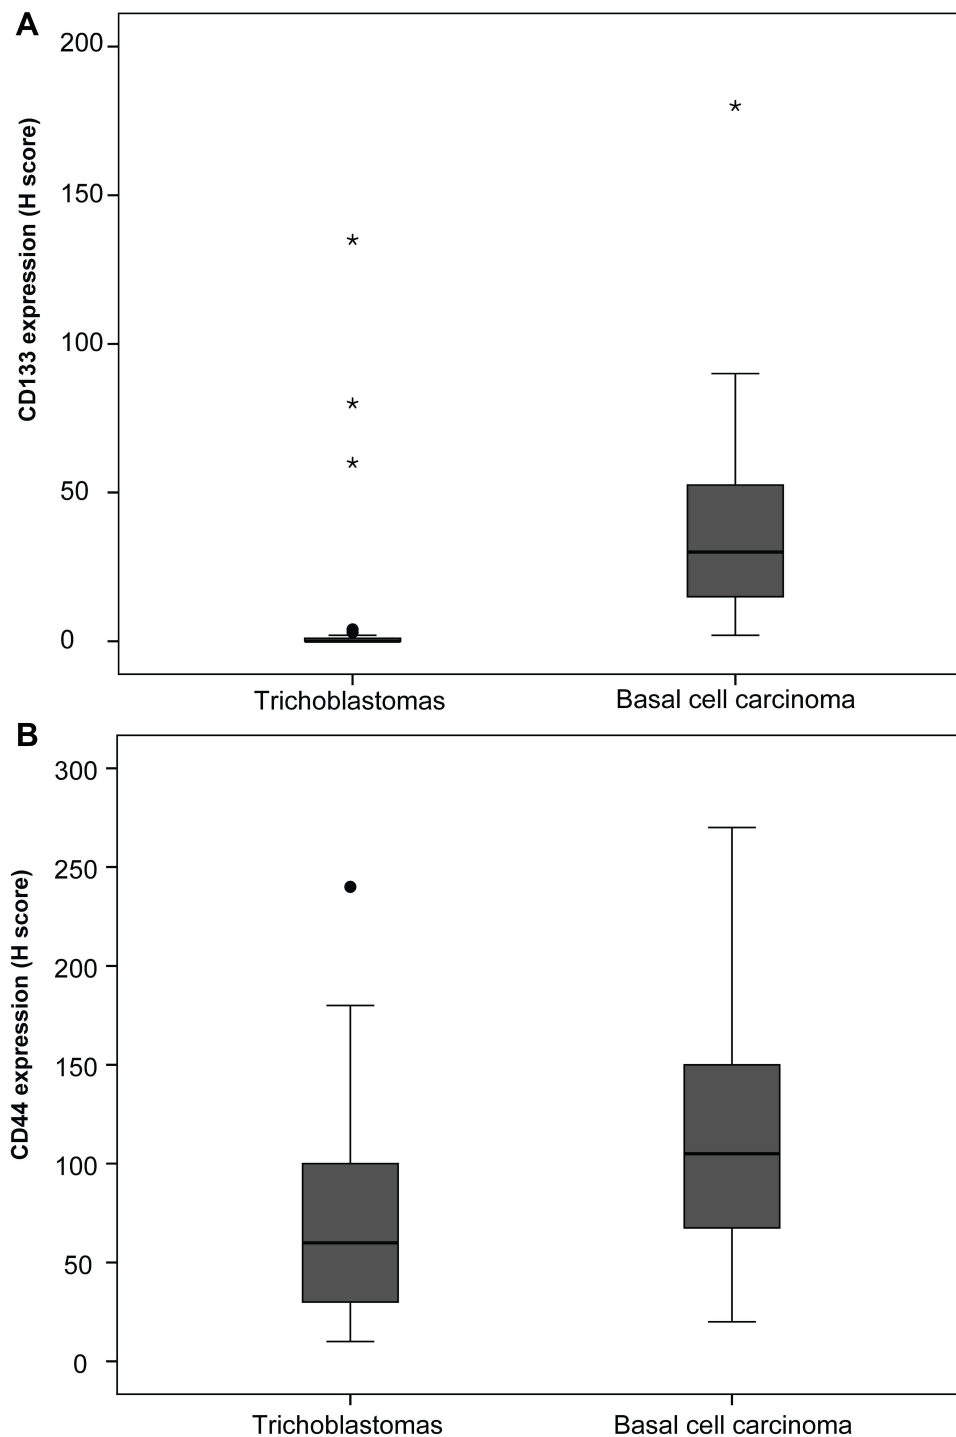 A
CD133 expression (H score)
200
150
100
50
0
Trichoblastomas
Basal cell carcinoma
B
CD44 expression (H score)
300
250
200
150
100
50
0
Trichoblastomas
Basal cell carcinoma